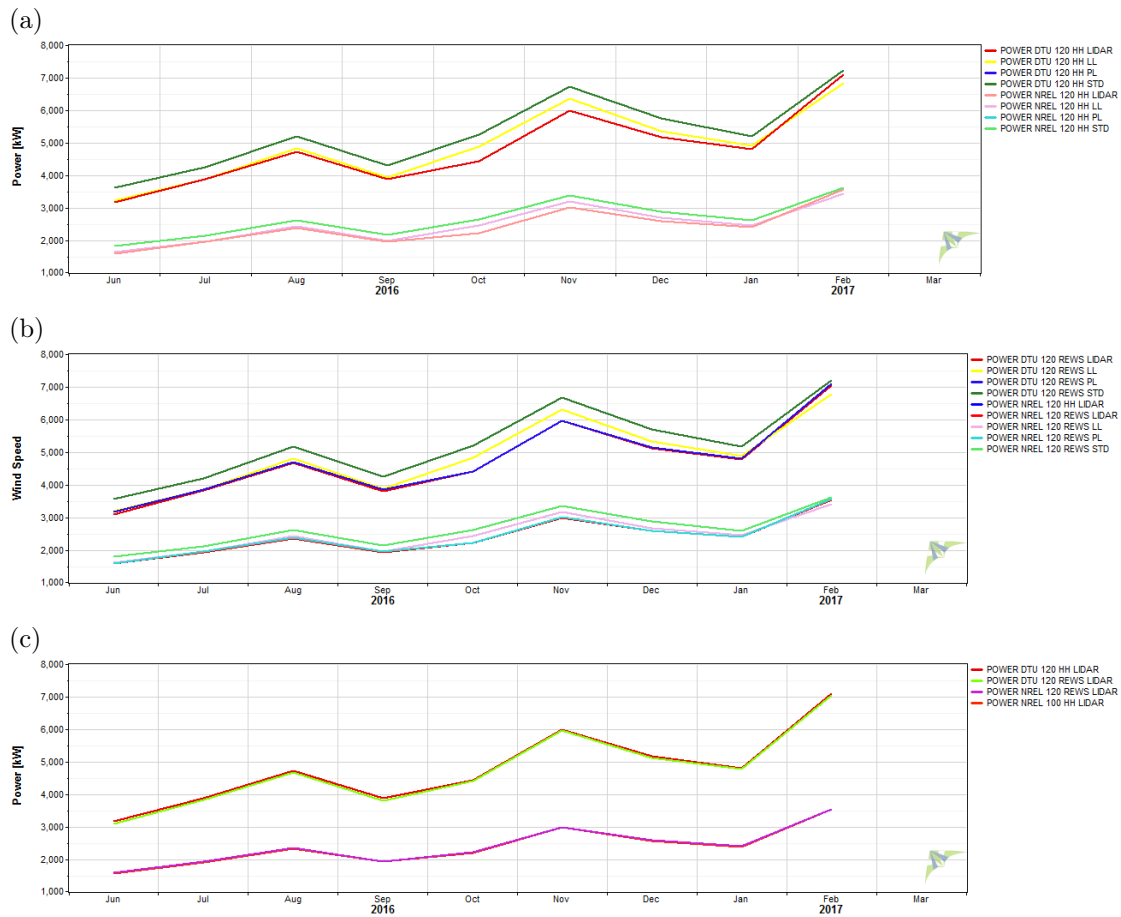 (a)
8,000
7,000
6,000
5,000
4,000
3,000
2,000
1,000
Power [kW]
Jun Jul Aug Sep Oct Nov Dec Jan Feb Mar
2016 2017
POWER DTU 120 HH LIDAR
POWER DTU 120 HH LL
POWER DTU 120 HH PL
POWER DTU 120 HH STD
POWER NREL 120 HH LIDAR
POWER NREL 120 HH LL
POWER NREL 120 HH PL
POWER NREL 120 HH STD
(b)
8,000
7,000
6,000
5,000
4,000
3,000
2,000
1,000
Wind Speed
Jun Jul Aug Sep Oct Nov Dec Jan Feb Mar
2016 2017
POWER DTU 120 REWS LIDAR
POWER DTU 120 REWS LL
POWER DTU 120 REWS PL
POWER DTU 120 REWS STD
POWER NREL 120 HH LIDAR
POWER NREL 120 REWS LIDAR
POWER NREL 120 REWS LL
POWER NREL 120 REWS PL
POWER NREL 120 REWS STD
(c)
8,000
7,000
6,000
5,000
4,000
3,000
2,000
1,000
Power [kW]
Jun Jul Aug Sep Oct Nov Dec Jan Feb Mar
2016 2017
POWER DTU 120 HH LIDAR
POWER DTU 120 REWS LIDAR
POWER NREL 120 REWS LIDAR
POWER NREL 100 HH LIDAR